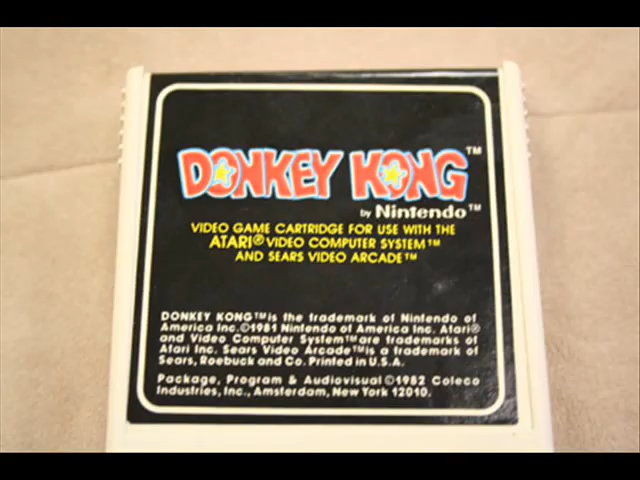 DONKEY KONG™
by Nintendo™
VIDEO GAME CARTRIDGE FOR USE WITH THE
ATARI® VIDEO COMPUTER SYSTEM™
AND SEARS VIDEO ARCADE™
DONKEY KONG™ is the trademark of Nintendo of
America Inc. ©1981 Nintendo of America Inc. Atari®
and Video Computer System™ are trademarks of
Atari Inc. Sears Video Arcade™ is a trademark of
Sears, Roebuck and Co. Printed in U.S.A.
Package, Program & Audiovisual ©1982 Coleco
Industries, Inc., Amsterdam, New York 12010.